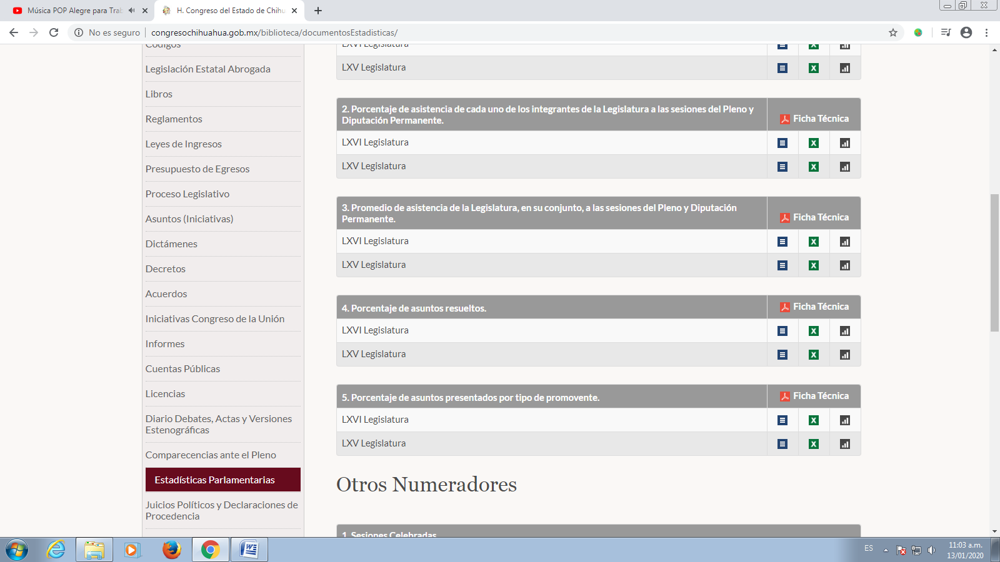 Música POP Alegre para Trab
H. Congreso del Estado de Chihu
No es seguro
congresochihuahua.gob.mx/biblioteca/documentosEstadisticas/
Códigos
Legislación Estatal Abrogada
Libros
Reglamentos
Leyes de Ingresos
Presupuesto de Egresos
Proceso Legislativo
Asuntos (Iniciativas)
Dictámenes
Decretos
Acuerdos
Iniciativas Congreso de la Unión
Informes
Cuentas Públicas
Licencias
Diario Debates, Actas y Versiones
Estenográficas
Comparecencias ante el Pleno
Estadísticas Parlamentarias
Juicios Políticos y Declaraciones de
Procedencia
LXVI Legislatura
LXV Legislatura
2. Porcentaje de asistencia de cada uno de los integrantes de la Legislatura a las sesiones del Pleno y
Diputación Permanente.
Ficha Técnica
LXVI Legislatura
LXV Legislatura
3. Promedio de asistencia de la Legislatura, en su conjunto, a las sesiones del Pleno y Diputación
Permanente.
Ficha Técnica
LXVI Legislatura
LXV Legislatura
4. Porcentaje de asuntos resueltos.
Ficha Técnica
LXVI Legislatura
LXV Legislatura
5. Porcentaje de asuntos presentados por tipo de promovente.
Ficha Técnica
LXVI Legislatura
LXV Legislatura
Otros Numeradores
1. Sesiones Celebradas
ES
11:03 a.m.
13/01/2020